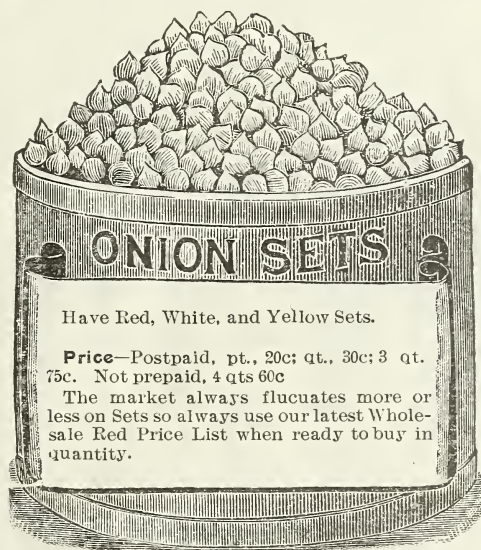 ONION SETS
Have Red, White, and Yellow Sets.
Price—Postpaid, pt., 20c; qt., 30c; 3 qt.
75c. Not prepaid, 4 qts 60c
The market always flucuates more or
less on Sets so always use our latest Whole-
sale Red Price List when ready to buy in
quantity.